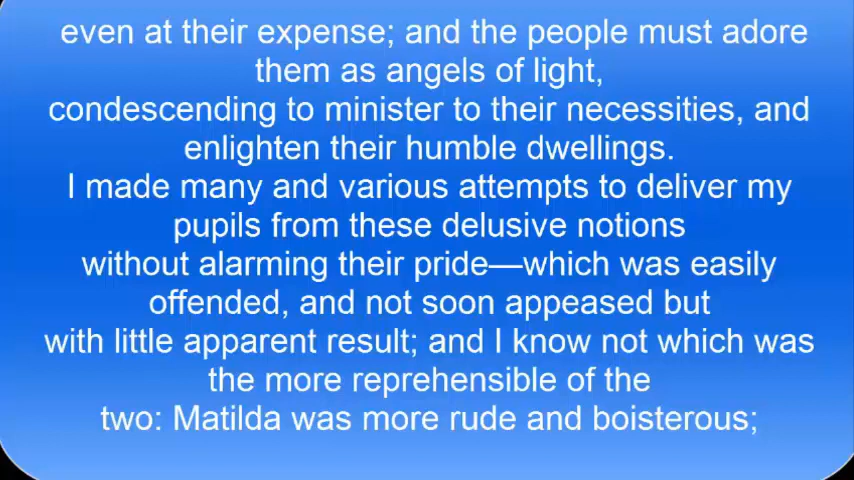 even at their expense; and the people must adore
them as angels of light,
condescending to minister to their necessities, and
enlighten their humble dwellings.
I made many and various attempts to deliver my
pupils from these delusive notions
without alarming their pride—which was easily
offended, and not soon appeased but
with little apparent result; and I know not which was
the more reprehensible of the
two: Matilda was more rude and boisterous;